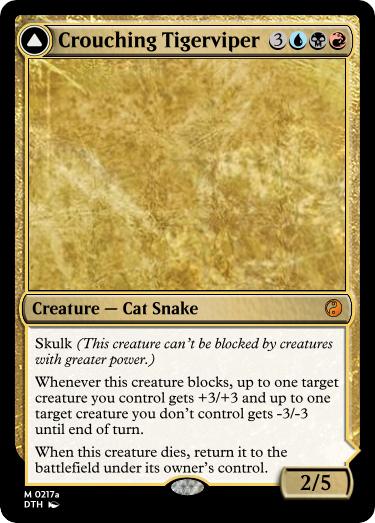 Crouching Tigerviper 3
Creature — Cat Snake
Skulk (This creature can't be blocked by creatures
with greater power.)
Whenever this creature blocks, up to one target
creature you control gets +3/+3 and up to one
target creature you don't control gets -3/-3
until end of turn.
When this creature dies, return it to the
battlefield under its owner's control.
2/5
M 0217a
DTH